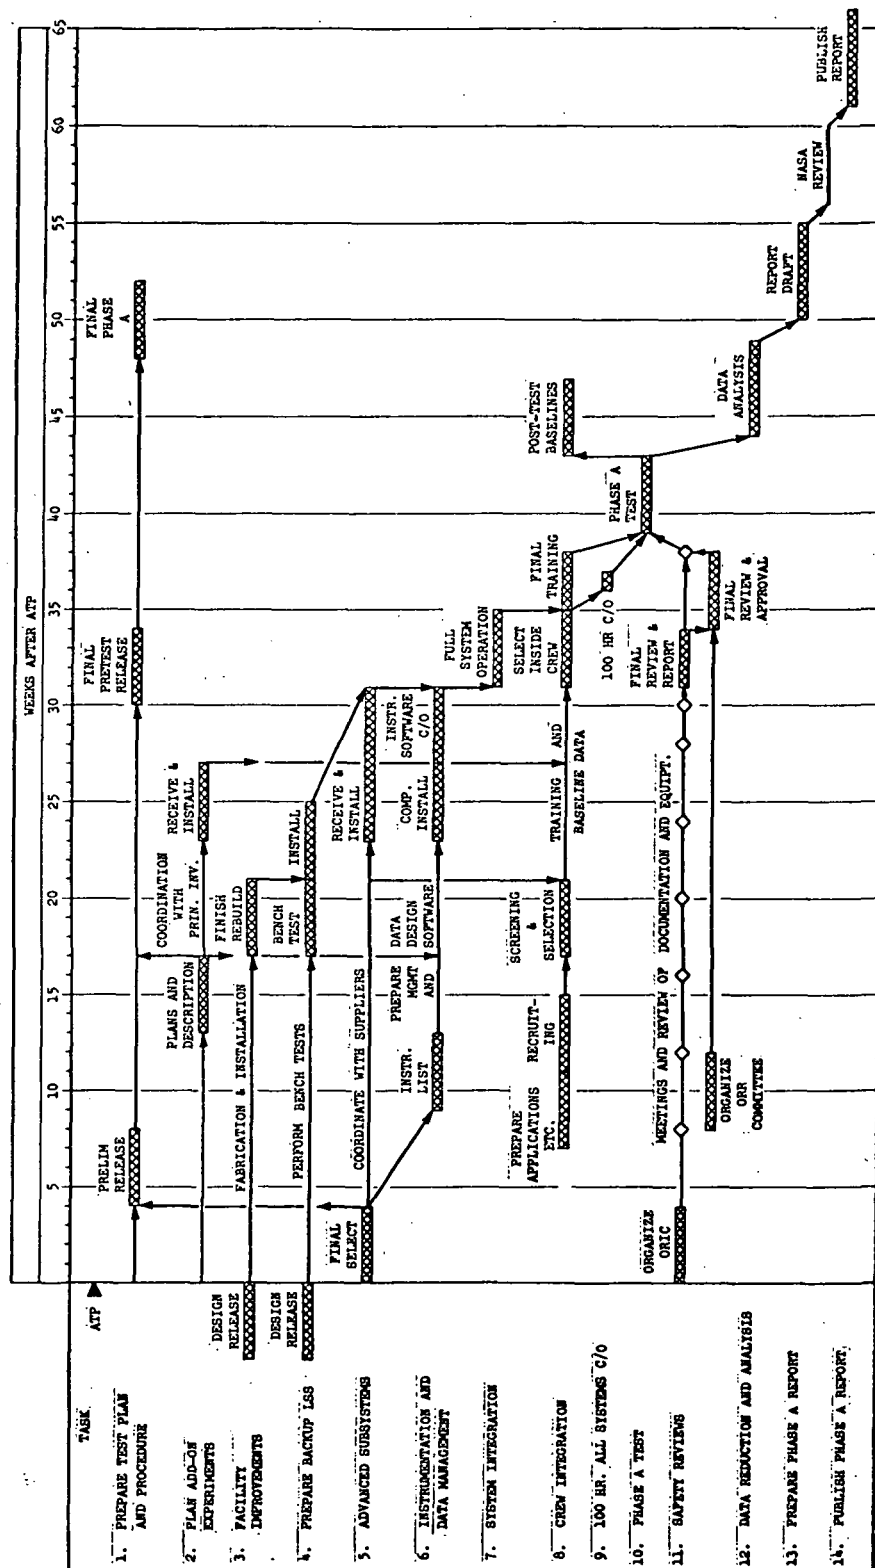 WEEKS AFTER ATP
5 10 15 20 25 30 35 40 45 50 55 60 65
TASK
ATP
1. PREPARE TEST PLAN
AND PROCEDURE
PRELIM
RELEASE
FINAL
PRETEST
RELEASE
FINAL
PHASE
A
2. PLAN ADD-ON
EXPERIMENTS
PLANS AND
DESCRIPTION
COORDINATION
WITH
PRIN. INV.
RECEIVE &
INSTALL
3. FACILITY
IMPROVEMENTS
DESIGN
RELEASE
FABRICATION & INSTALLATION
FINISH
REBUILD
4. PREPARE BACKUP LSS
DESIGN
RELEASE
PERFORM BENCH TESTS
BENCH
TEST
INSTALL
5. ADVANCED SUBSYSTEMS
FINAL
SELECT
COORDINATE WITH SUPPLIERS
RECEIVE &
INSTALL
6. INSTRUMENTATION AND
DATA MANAGEMENT
INSTR.
LIST
PREPARE DATA
MGMT DESIGN
AND SOFTWARE
COMP.
INSTALL
INSTR.
SOFTWARE
C/O
7. SYSTEM INTEGRATION
FULL
SYSTEM
OPERATION
8. CREW INTEGRATION
PREPARE
APPLICATIONS
ETC.
RECRUIT-
ING
SCREENING
&
SELECTION
TRAINING AND
BASELINE DATA
SELECT
INSIDE
CREW
FINAL
TRAINING
POST-TEST
BASELINES
9. 100 HR. ALL SYSTEMS C/O
100 HR C/O
10. PHASE A TEST
PHASE A
TEST
11. SAFETY REVIEWS
ORGANIZE
ORIC
MEETINGS AND REVIEW OF DOCUMENTATION AND EQUIPT.
FINAL
REVIEW &
REPORT
ORGANIZE
ORR
COMMITTEE
FINAL
REVIEW &
APPROVAL
12. DATA REDUCTION AND ANALYSIS
DATA
ANALYSIS
13. PREPARE PHASE A REPORT
REPORT
DRAFT
NASA
REVIEW
14. PUBLISH PHASE A REPORT
PUBLISH
REPORT